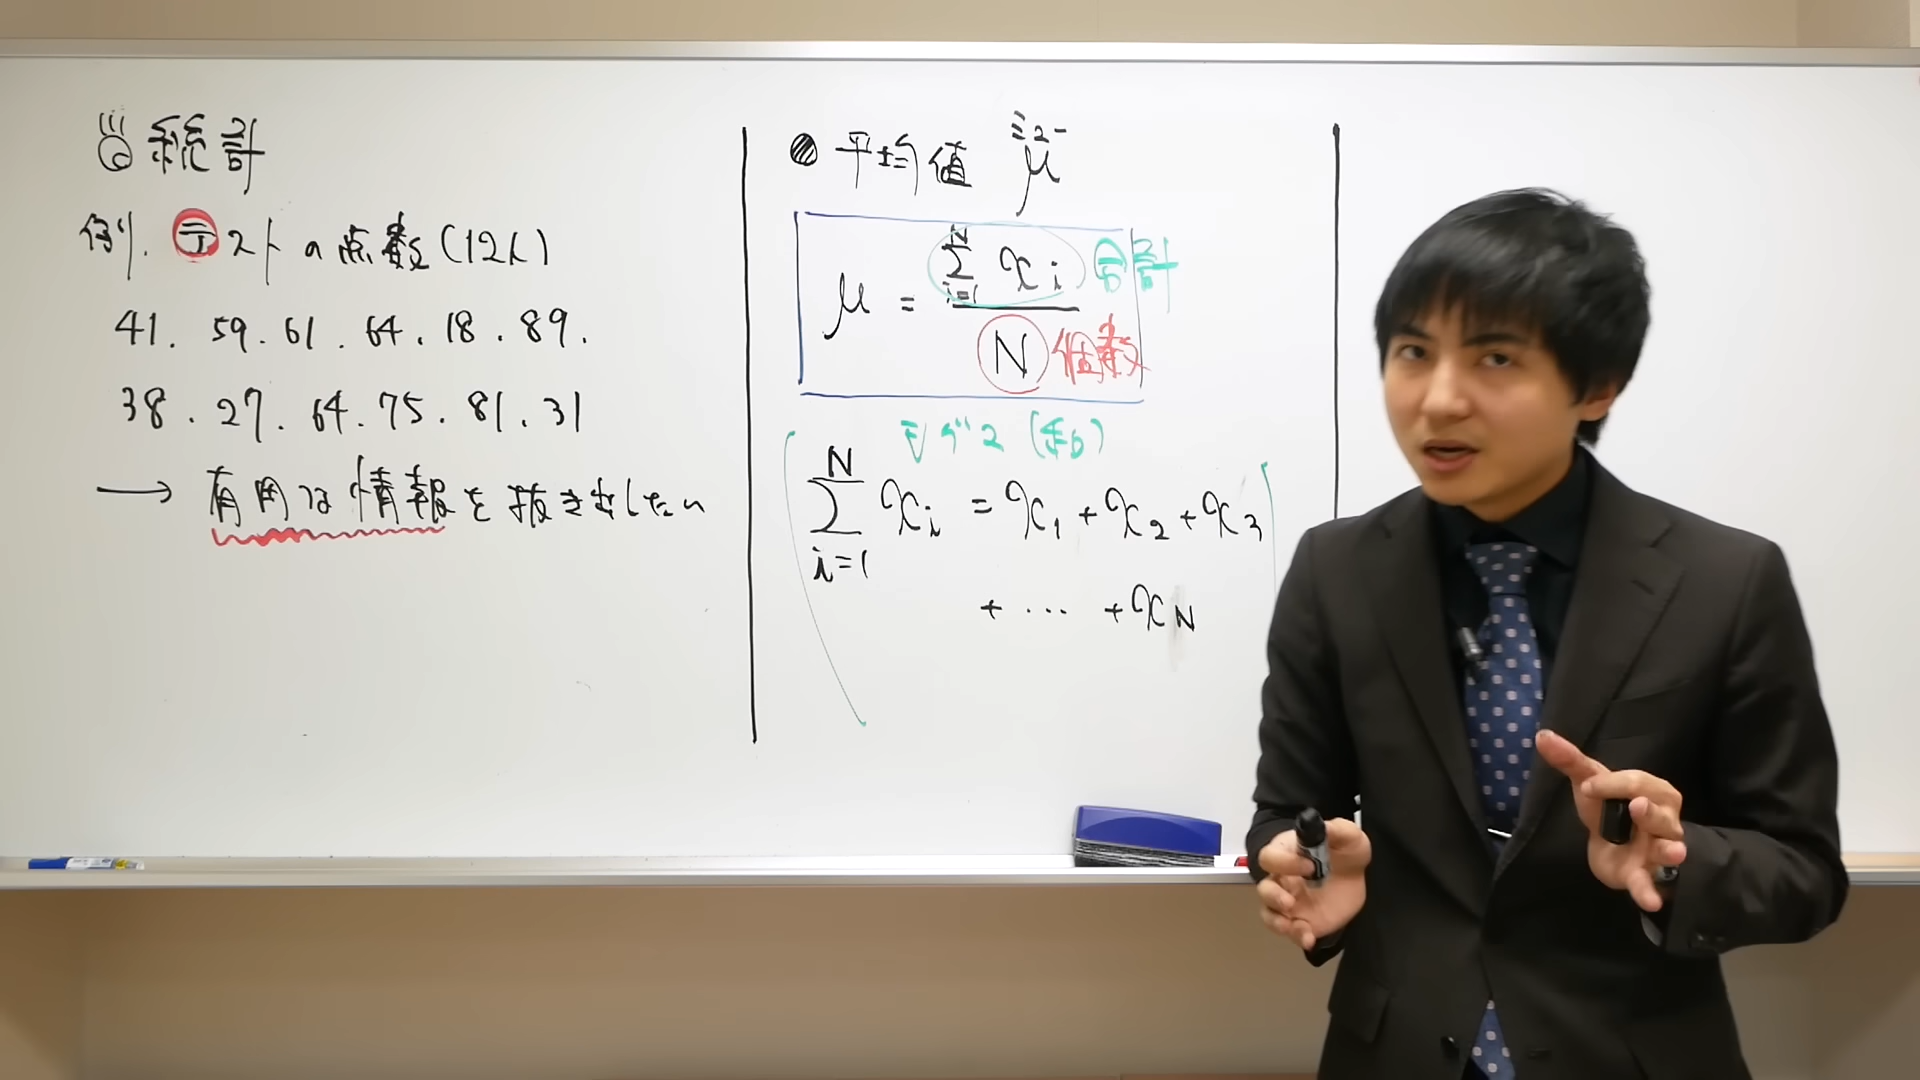 統計
例. テストの点数(12人)
41. 59. 61. 64. 18. 89.
38. 27. 64. 75. 81. 31
→ 有用な情報を抜き出したい
平均値 μ ミュー
μ = Σ^N_{i=1} x_i / N 合計 個数
シグマ(和)
Σ^N_{i=1} x_i = x_1 + x_2 + x_3
+ … + x_N